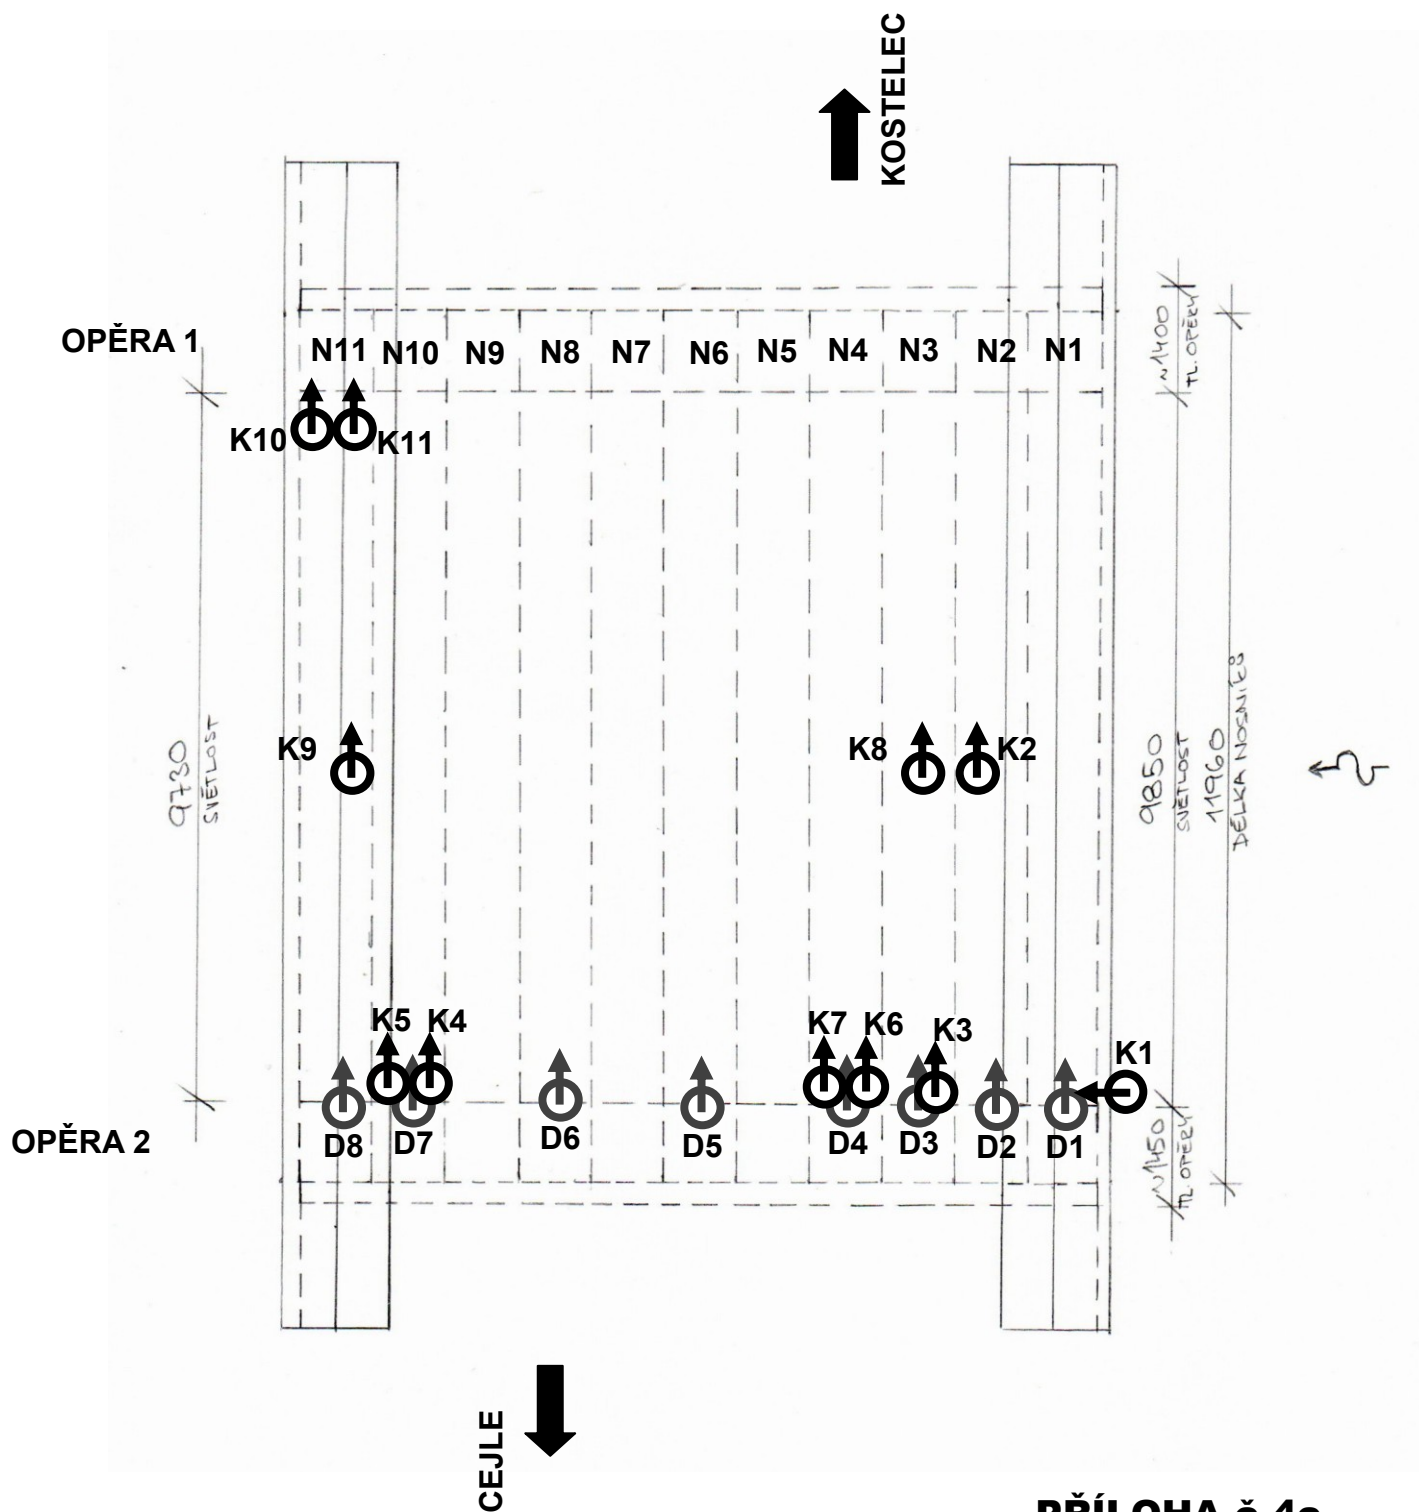 KOSTELEC
OPĚRA 1
N11 N10 N9 N8 N7 N6 N5 N4 N3 N2 N1
N1400
TL. OPĚRY
K10
K11
K9
K8
K2
9730
SVĚTLOST
9850
SVĚTLOST
11960
DÉLKA NOSNÍKŮ
K5 K4
K7 K6
K3
K1
OPĚRA 2
D8 D7 D6 D5 D4 D3 D2 D1
N1450
TL. OPĚRY
CEJLE